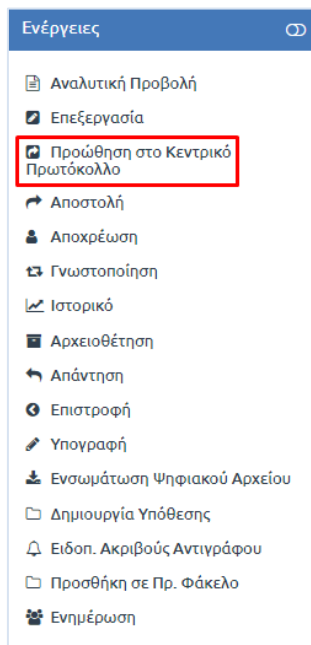 Ενέργειες
Αναλυτική Προβολή
Επεξεργασία
Προώθηση στο Κεντρικό
Πρωτόκολλο
Αποστολή
Αποχρέωση
Γνωστοποίηση
Ιστορικό
Αρχειοθέτηση
Απάντηση
Επιστροφή
Υπογραφή
Ενσωμάτωση Ψηφιακού Αρχείου
Δημιουργία Υπόθεσης
Ειδοπ. Ακριβούς Αντιγράφου
Προσθήκη σε Πρ. Φάκελο
Ενημέρωση